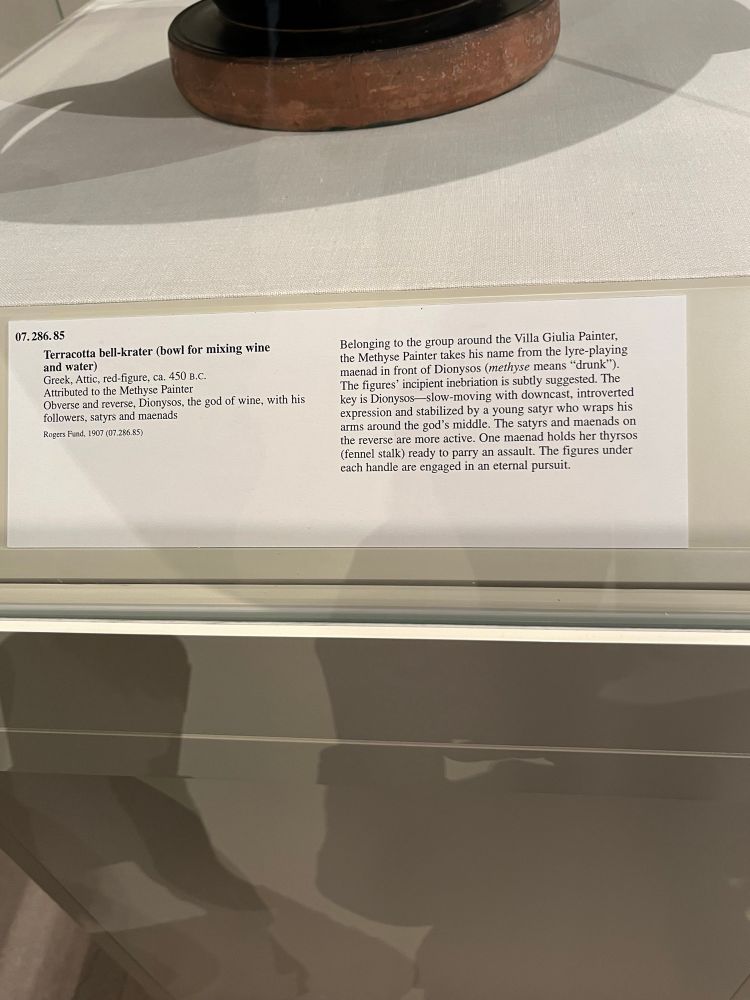 07.286.85
Terracotta bell-krater (bowl for mixing wine
and water)
Greek, Attic, red-figure, ca. 450 B.C.
Attributed to the Methyse Painter
Obverse and reverse, Dionysos, the god of wine, with his
followers, satyrs and maenads
Rogers Fund, 1907 (07.286.85)
Belonging to the group around the Villa Giulia Painter,
the Methyse Painter takes his name from the lyre-playing
maenad in front of Dionysos (methyse means “drunk”).
The figures’ incipient inebriation is subtly suggested. The
key is Dionysos—slow-moving with downcast, introverted
expression and stabilized by a young satyr who wraps his
arms around the god’s middle. The satyrs and maenads on
the reverse are more active. One maenad holds her thyrsos
(fennel stalk) ready to parry an assault. The figures under
each handle are engaged in an eternal pursuit.